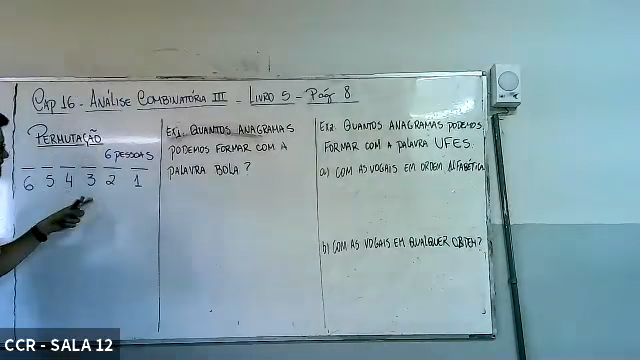 CAP 16 - ANÁLISE COMBINATÓRIA III - LIVRO 5 - PÁG 8
PERMUTAÇÃO
6 PESSOAS
6 5 4 3 2 1
EX1. QUANTOS ANAGRAMAS
PODEMOS FORMAR COM A
PALAVRA BOLA?
EX2. QUANTOS ANAGRAMAS PODEMOS
FORMAR COM A PALAVRA UFES.
a) COM AS VOGAIS EM ORDEM ALFABÉTICA
b) COM AS VOGAIS EM QUALQUER ORDEM?
CCR - SALA 12